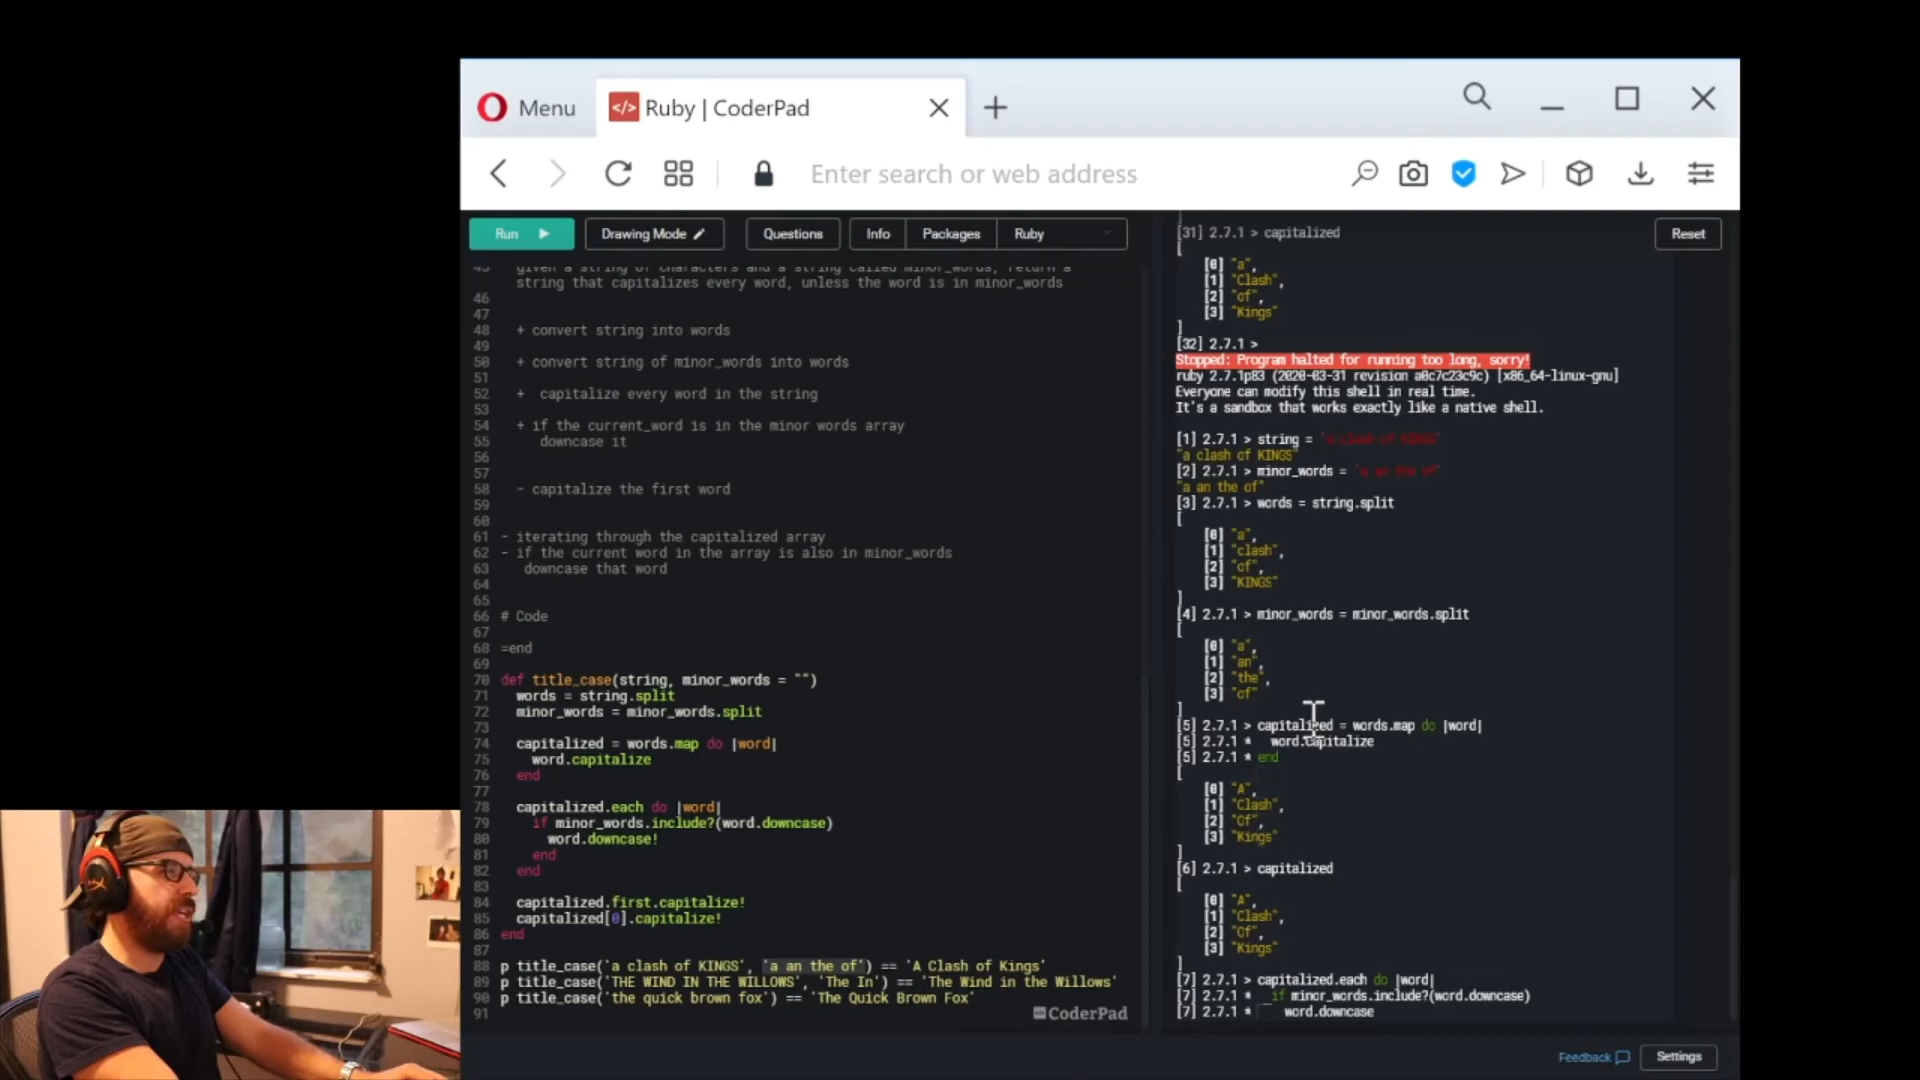 Menu
Ruby | CoderPad
Enter search or web address
Run
Drawing Mode
Questions
Info
Packages
Ruby
Reset
45 given a string of characters and a string called minor_words, return a
string that capitalizes every word, unless the word is in minor_words
46
47
48 + convert string into words
49
50 + convert string of minor_words into words
51
52 + capitalize every word in the string
53
54 + if the current_word is in the minor words array
55 downcase it
56
57
58 - capitalize the first word
59
60
61 - iterating through the capitalized array
62 - if the current word in the array is also in minor_words
63 downcase that word
64
65
66 # Code
67
68 =end
69
70 def title_case(string, minor_words = "")
71 words = string.split
72 minor_words = minor_words.split
73
74 capitalized = words.map do |word|
75 word.capitalize
76 end
77
78 capitalized.each do |word|
79 if minor_words.include?(word.downcase)
80 word.downcase!
81 end
82 end
83
84 capitalized.first.capitalize!
85 capitalized[0].capitalize!
86 end
87
88 p title_case('a clash of KINGS', 'a an the of') == 'A Clash of Kings'
89 p title_case('THE WIND IN THE WILLOWS', 'The In') == 'The Wind in the Willows'
90 p title_case('the quick brown fox') == 'The Quick Brown Fox'
91
CoderPad
[31] 2.7.1 > capitalized
[
[0] "a",
[1] "Clash",
[2] "of",
[3] "Kings"
]
[32] 2.7.1 >
Stopped: Program halted for running too long, sorry!
ruby 2.7.1p83 (2020-03-31 revision a0c7c23c9c) [x86_64-linux-gnu]
Everyone can modify this shell in real time.
It's a sandbox that works exactly like a native shell.
[1] 2.7.1 > string = 'a clash of KINGS'
"a clash of KINGS"
[2] 2.7.1 > minor_words = 'a an the of'
"a an the of"
[3] 2.7.1 > words = string.split
[
[0] "a",
[1] "clash",
[2] "of",
[3] "KINGS"
]
[4] 2.7.1 > minor_words = minor_words.split
[
[0] "a",
[1] "an",
[2] "the",
[3] "of"
]
[5] 2.7.1 > capitalized = words.map do |word|
[5] 2.7.1 * word.capitalize
[5] 2.7.1 * end
[
[0] "A",
[1] "Clash",
[2] "Of",
[3] "Kings"
]
[6] 2.7.1 > capitalized
[
[0] "A",
[1] "Clash",
[2] "Of",
[3] "Kings"
]
[7] 2.7.1 > capitalized.each do |word|
[7] 2.7.1 * if minor_words.include?(word.downcase)
[7] 2.7.1 * word.downcase
Feedback
Settings